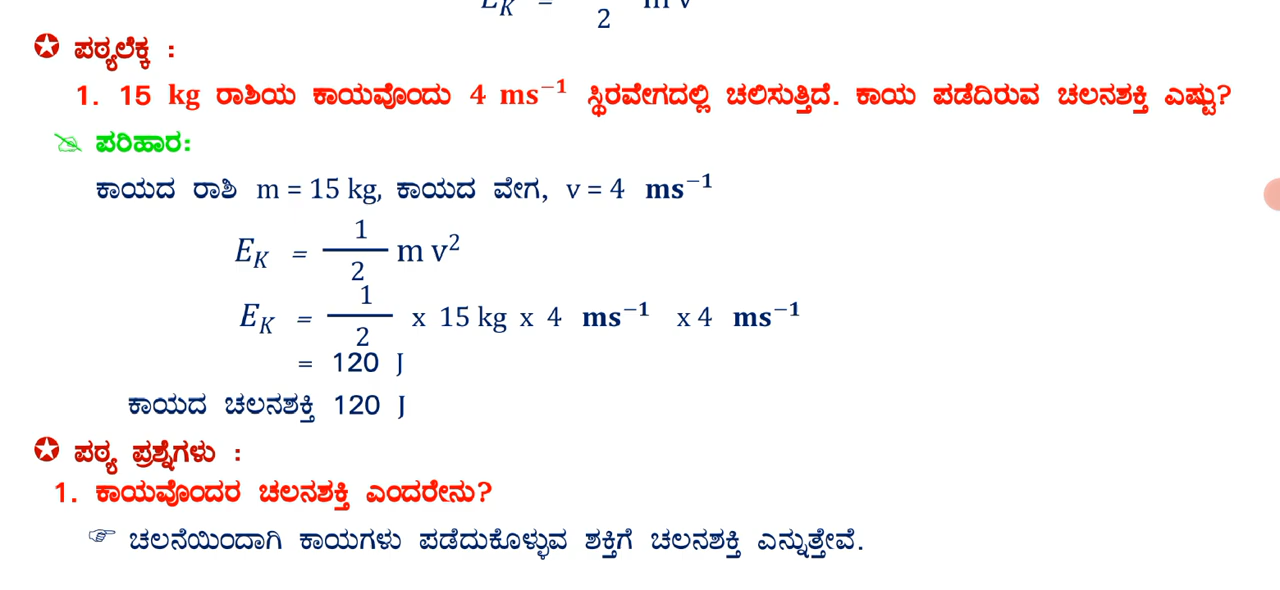 2
✪ ಪಠ್ಯಲೆಕ್ಕ :
1. 15 kg ರಾಶಿಯ ಕಾಯವೊಂದು 4 ms⁻¹ ಸ್ಥಿರವೇಗದಲ್ಲಿ ಚಲಿಸುತ್ತಿದೆ. ಕಾಯ ಪಡೆದಿರುವ ಚಲನಶಕ್ತಿ ಎಷ್ಟು?
ಪರಿಹಾರ:
ಕಾಯದ ರಾಶಿ m = 15 kg, ಕಾಯದ ವೇಗ, v = 4 ms⁻¹
E_K = 1/2 m v²
E_K = 1/2 x 15 kg x 4 ms⁻¹ x 4 ms⁻¹
= 120 J
ಕಾಯದ ಚಲನಶಕ್ತಿ 120 J
✪ ಪಠ್ಯ ಪ್ರಶ್ನೆಗಳು :
1. ಕಾಯವೊಂದರ ಚಲನಶಕ್ತಿ ಎಂದರೇನು?
☞ ಚಲನೆಯಿಂದಾಗಿ ಕಾಯಗಳು ಪಡೆದುಕೊಳ್ಳುವ ಶಕ್ತಿಗೆ ಚಲನಶಕ್ತಿ ಎನ್ನುತ್ತೇವೆ.